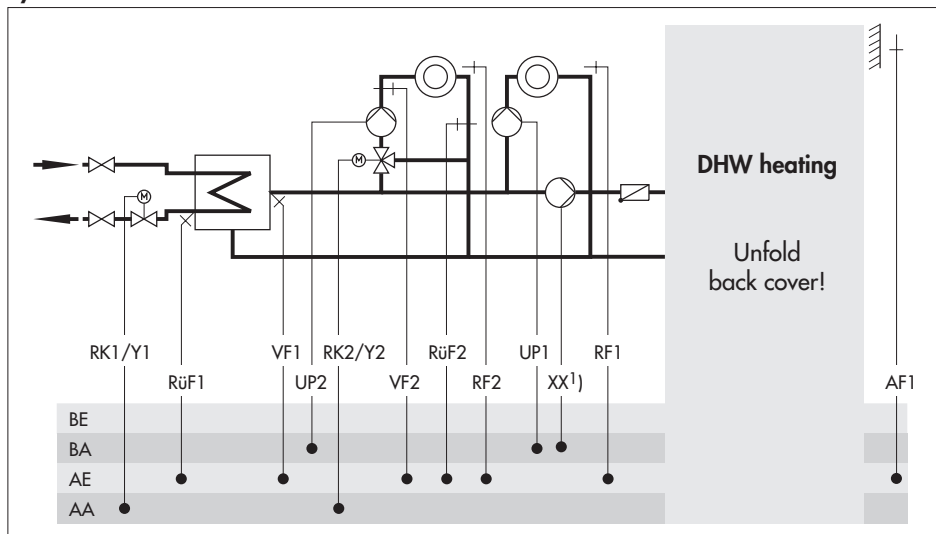 DHW heating
Unfold
back cover!
M
M
RK1/Y1
VF1
RK2/Y2
RüF2
UP1
RF1
RüF1
UP2
VF2
RF2
XX¹)
AF1
BE
BA
AE
AA